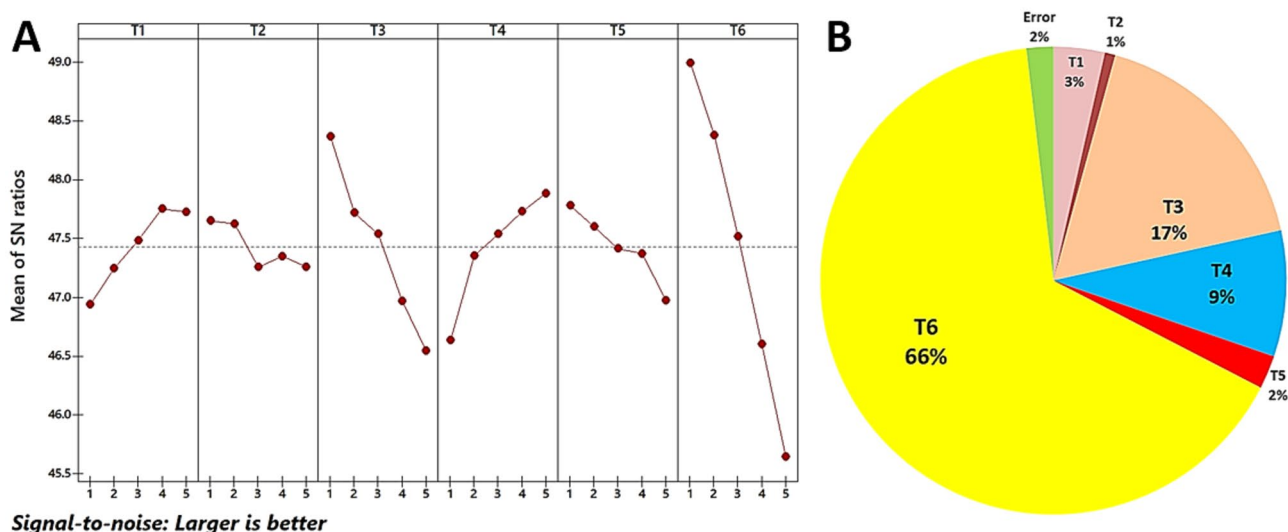 A
T1 T2 T3 T4 T5 T6
Mean of SN ratios
49.0
48.5
48.0
47.5
47.0
46.5
46.0
45.5
1 2 3 4 5 1 2 3 4 5 1 2 3 4 5 1 2 3 4 5 1 2 3 4 5 1 2 3 4 5
Signal-to-noise: Larger is better
B
Error
2%
T1
3%
T2
1%
T3
17%
T4
9%
T5
2%
T6
66%